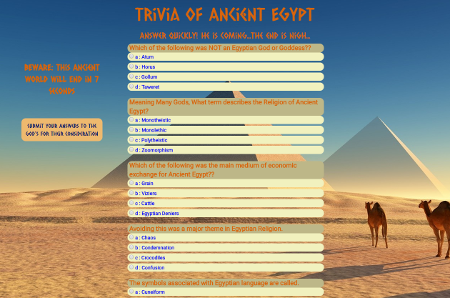 Trivia of Ancient Egypt
Answer quickly! He is coming...The end is nigh..
Beware: this ancient
world will end in 7
seconds
Submit your answers to the
god's for their consideration
Which of the following was NOT an Egyptian God or Goddess??
a : Atum
b : Horus
c : Gollum
d : Taweret
Meaning Many Gods, What term describes the Religion of Ancient
Egypt?
a : Monotheistic
b : Monolithic
c : Polytheistic
d : Zoomorphism
Which of the following was the main medium of economic
exchange for Ancient Egypt??
a : Grain
b : Viziers
c : Cattle
d : Egyptian Deniers
Avoiding this was a major theme in Egyptian Religion.
a : Chaos
b : Condemnation
c : Crocodiles
d : Confusion
The symbols associated with Egyptian language are called.
a : Cuneiform